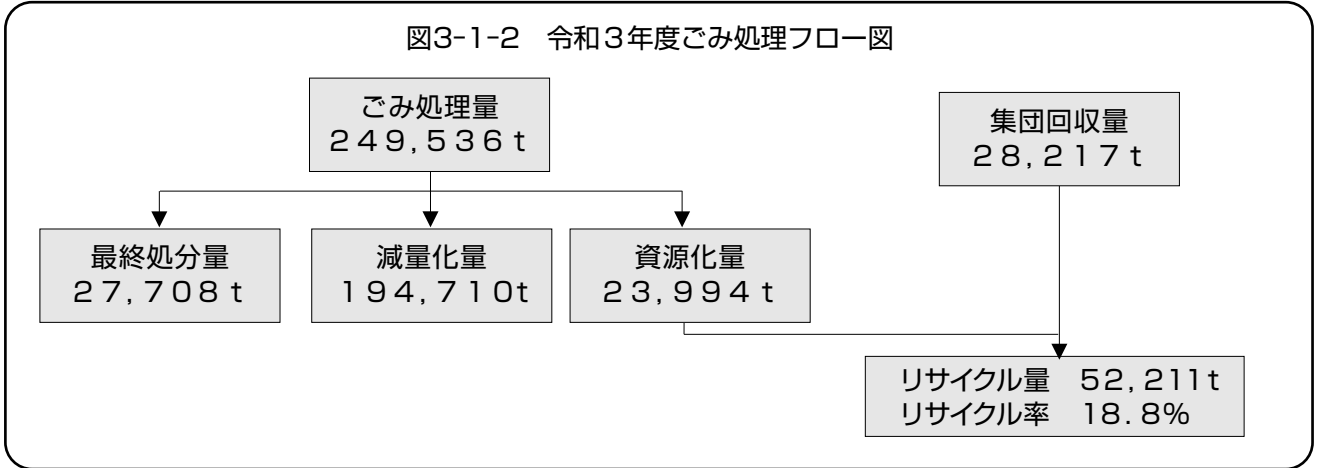 図3-1-2　令和3年度ごみ処理フロー図
ごみ処理量
249,536t
集団回収量
28,217t
最終処分量
27,708t
減量化量
194,710t
資源化量
23,994t
リサイクル量　52,211t
リサイクル率　18.8%